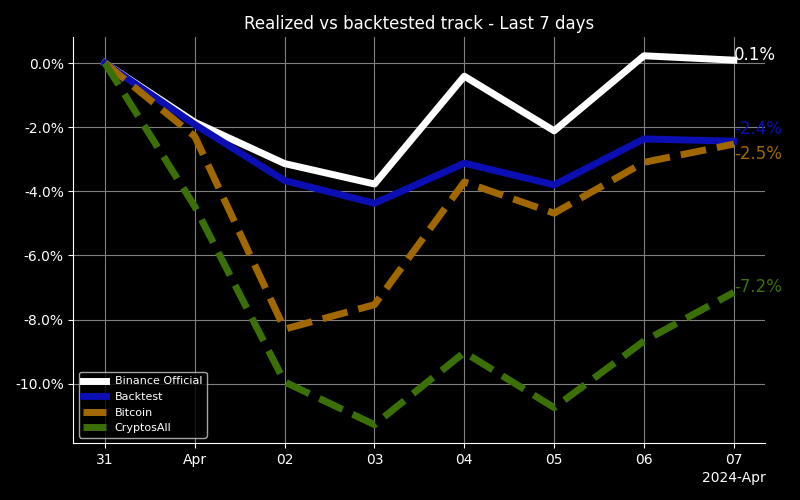 Realized vs backtested track - Last 7 days
0.0%
-2.0%
-4.0%
-6.0%
-8.0%
-10.0%
0.1%
-2.4%
-2.5%
-7.2%
Binance Official
Backtest
Bitcoin
CryptosAll
31 Apr 02 03 04 05 06 07
2024-Apr